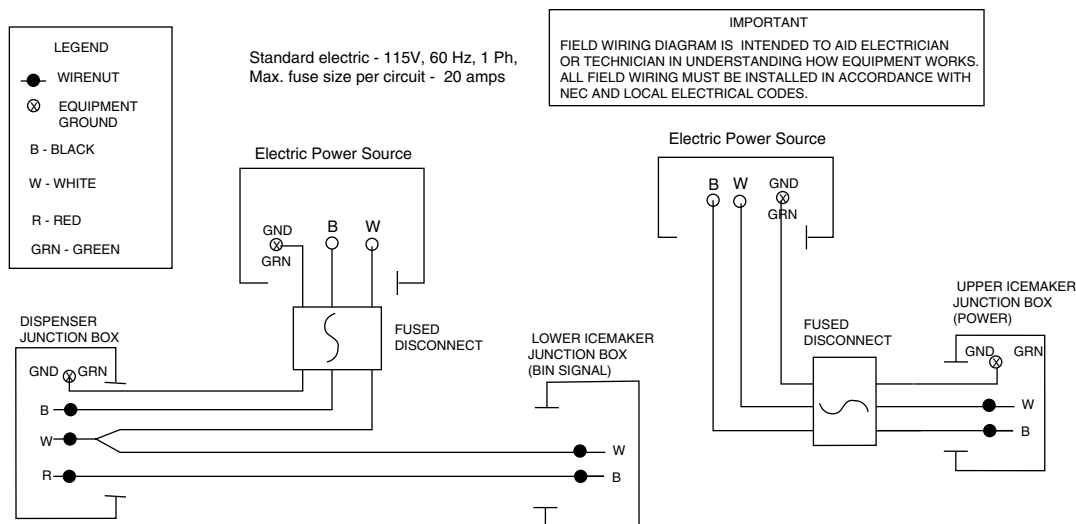 LEGEND
WIRENUT
EQUIPMENT
GROUND
B - BLACK
W - WHITE
R - RED
GRN - GREEN
Standard electric - 115V, 60 Hz, 1 Ph,
Max. fuse size per circuit - 20 amps
IMPORTANT
FIELD WIRING DIAGRAM IS INTENDED TO AID ELECTRICIAN
OR TECHNICIAN IN UNDERSTANDING HOW EQUIPMENT WORKS.
ALL FIELD WIRING MUST BE INSTALLED IN ACCORDANCE WITH
NEC AND LOCAL ELECTRICAL CODES.
Electric Power Source
GND
GRN
B
W
FUSED
DISCONNECT
DISPENSER
JUNCTION BOX
GND
GRN
B
W
R
LOWER ICEMAKER
JUNCTION BOX
(BIN SIGNAL)
W
B
Electric Power Source
B
W
GND
GRN
FUSED
DISCONNECT
UPPER ICEMAKER
JUNCTION BOX
(POWER)
GND
GRN
W
B